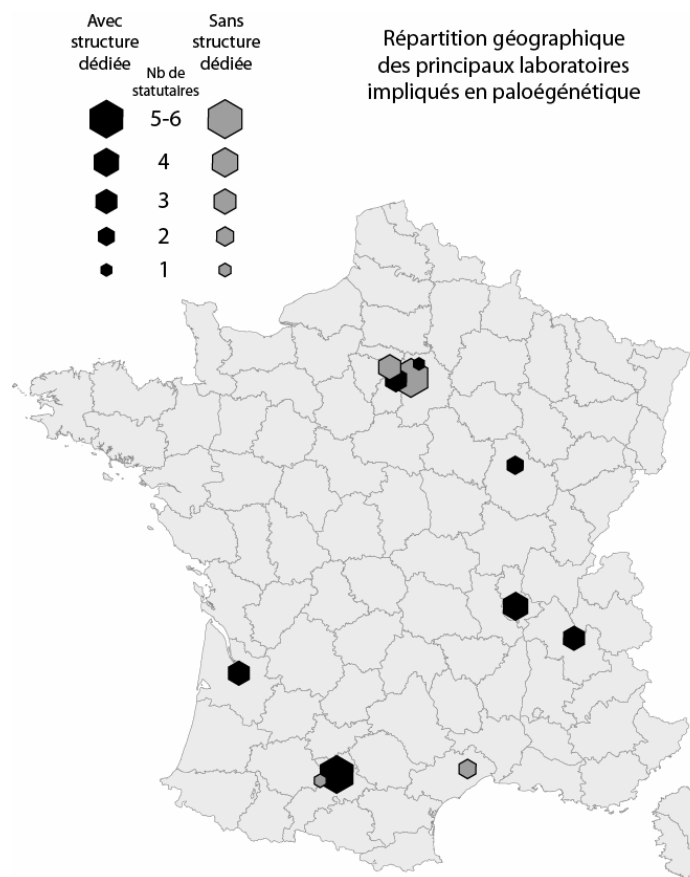 Avec
structure
dédiée
Sans
structure
dédiée
Nb de
statutaires
5-6
4
3
2
1
Répartition géographique
des principaux laboratoires
impliqués en paloégénétique